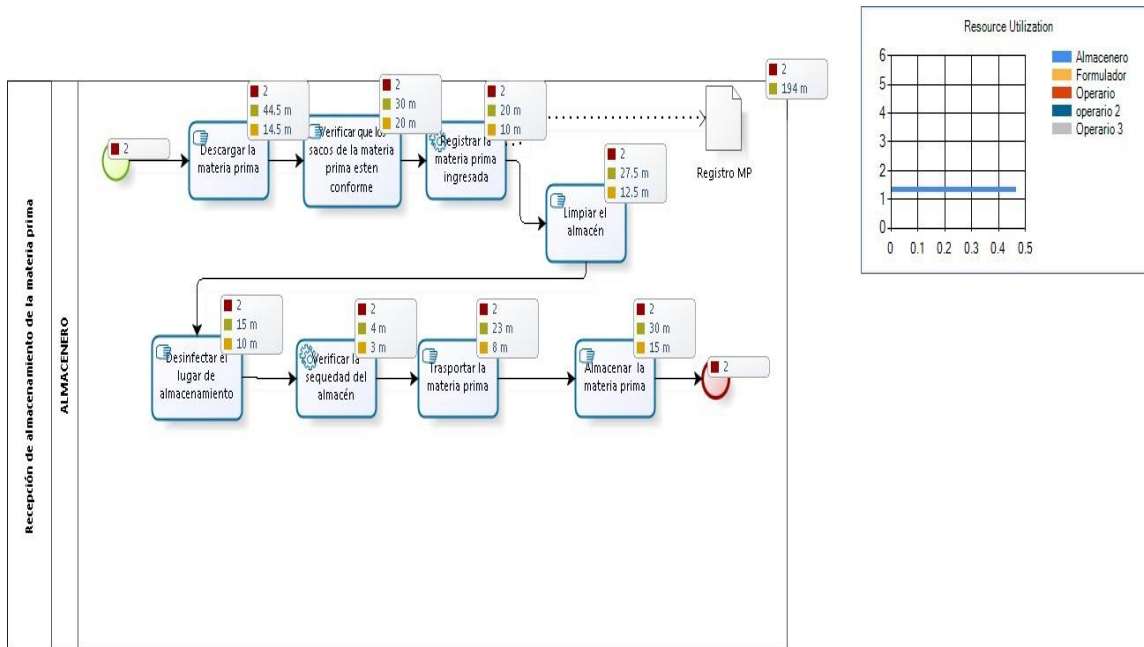 Resource Utilization
6
5
4
3
2
1
0
0
0.1
0.2
0.3
0.4
0.5
Almacenero
Formulador
Operario
operario 2
Operario 3
Recepción de almacenamiento de la materia prima
ALMACENERO
2
194 m
2
2
44.5 m
14.5 m
Descargar la
materia prima
2
30 m
20 m
Verificar que los
sacos de la materia
prima esten
conforme
2
20 m
10 m
Registrar la
materia prima
ingresada
Registro MP
2
27.5 m
12.5 m
Limpiar el
almacén
2
15 m
10 m
Desinfectar el
lugar de
almacenamiento
2
4 m
3 m
Verificar la
sequedad del
almacén
2
23 m
8 m
Trasportar la
materia prima
2
30 m
15 m
Almacenar la
materia prima
2